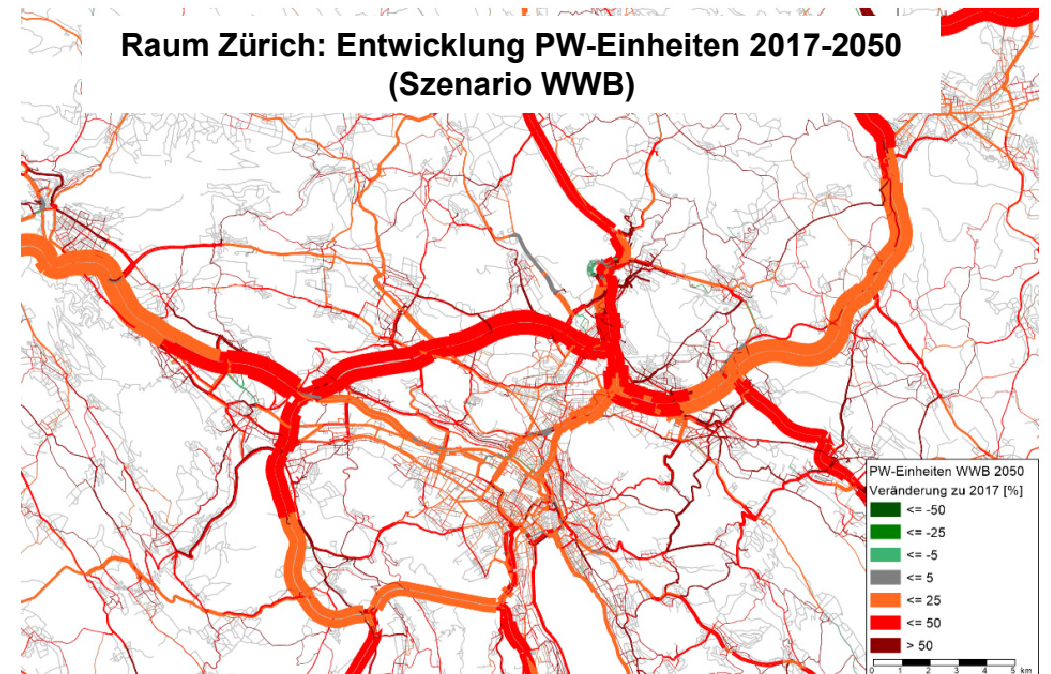 Raum Zürich: Entwicklung PW-Einheiten 2017-2050
(Szenario WWB)
PW-Einheiten WWB 2050
Veränderung zu 2017 [%]
<= -50
<= -25
<= -5
<= 5
<= 25
<= 50
> 50
0 1 2 3 4 5 km